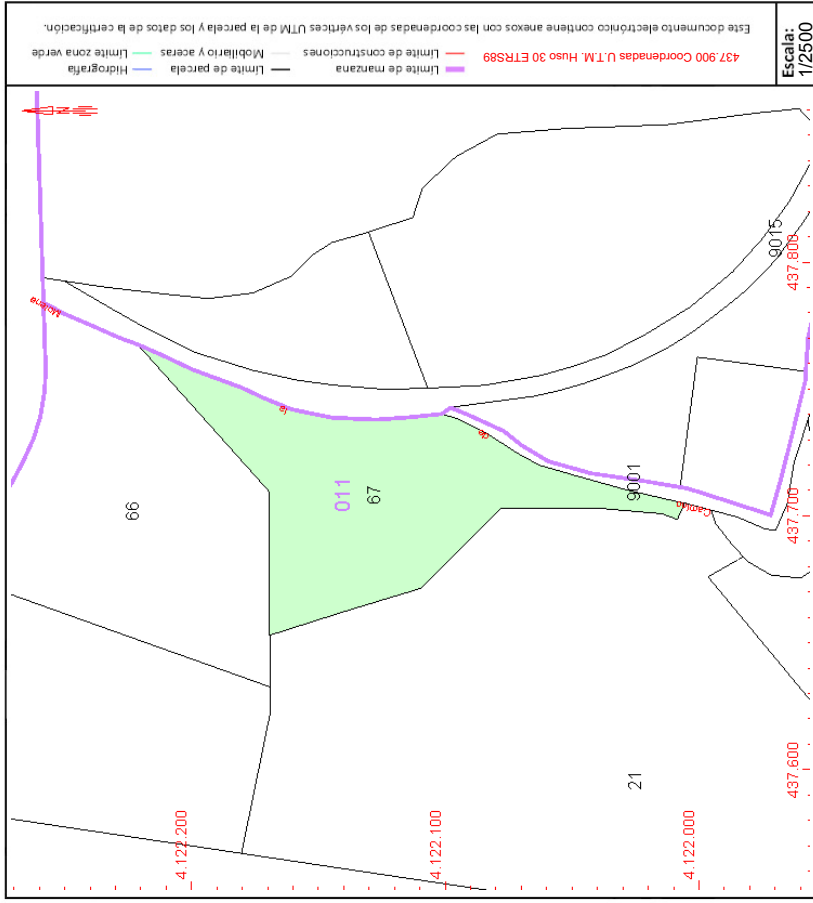 Este documento electrónico contiene anexos con las coordenadas de los vértices UTM de la parcela y los datos de la certificación.
437.900 Coordenadas U.T.M. Huso 30 ETRS89
Límite de manzana
Límite de construcciones
Límite de parcela
Mobiliario y aceras
Hidrografía
Límite zona verde
Escala:
1/2500
Mollena
la
de
Camino
66
011
67
9001
9015
21
437.800
437.700
437.600
4.122.200
4.122.100
4.122.000